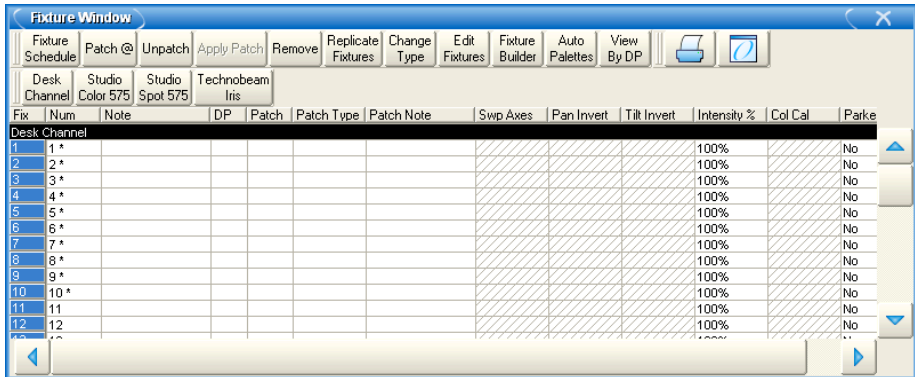 Fixture Window
Fixture Schedule Patch @ Unpatch Apply Patch Remove Replicate Fixtures Change Type Edit Fixtures Fixture Builder Auto Palettes View By DP
Desk Channel Studio Color 575 Studio Spot 575 Technobeam Iris
Fix Num Note DP Patch Patch Type Patch Note Swp Axes Pan Invert Tilt Invert Intensity % Col Cal Parke
Desk Channel
1 1 * 100% No
2 2 * 100% No
3 3 * 100% No
4 4 * 100% No
5 5 * 100% No
6 6 * 100% No
7 7 * 100% No
8 8 * 100% No
9 9 * 100% No
10 10 * 100% No
11 11 100% No
12 12 100% No